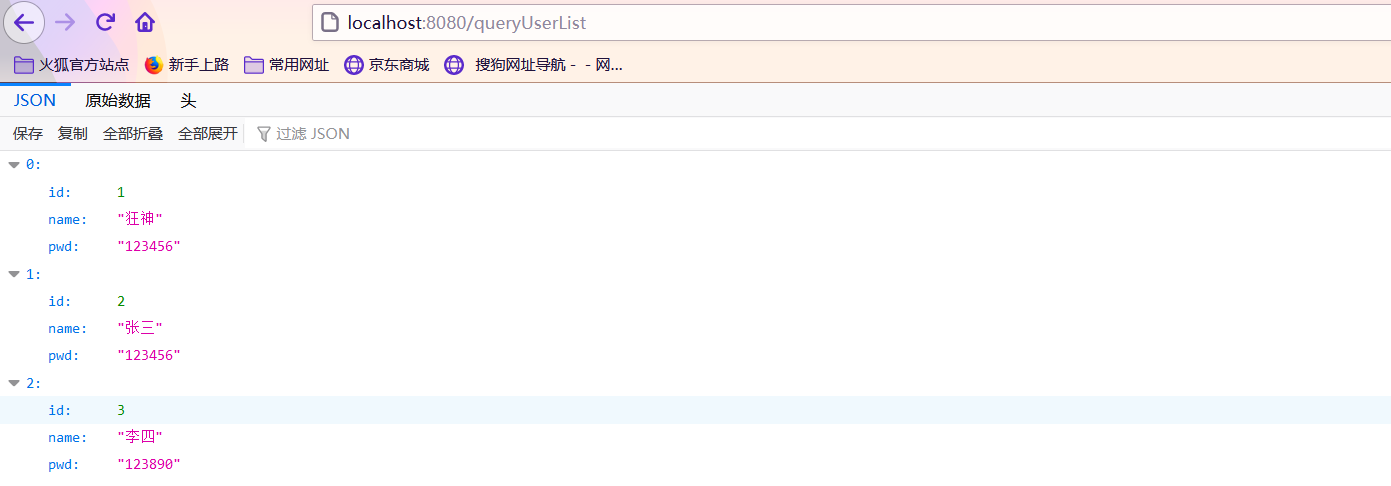 localhost:8080/queryUserList
火狐官方站点 新手上路 常用网址 京东商城 搜狗网址导航 - - 网...
JSON 原始数据 头
保存 复制 全部折叠 全部展开 过滤 JSON
0:
id: 1
name: "狂神"
pwd: "123456"
1:
id: 2
name: "张三"
pwd: "123456"
2:
id: 3
name: "李四"
pwd: "123890"